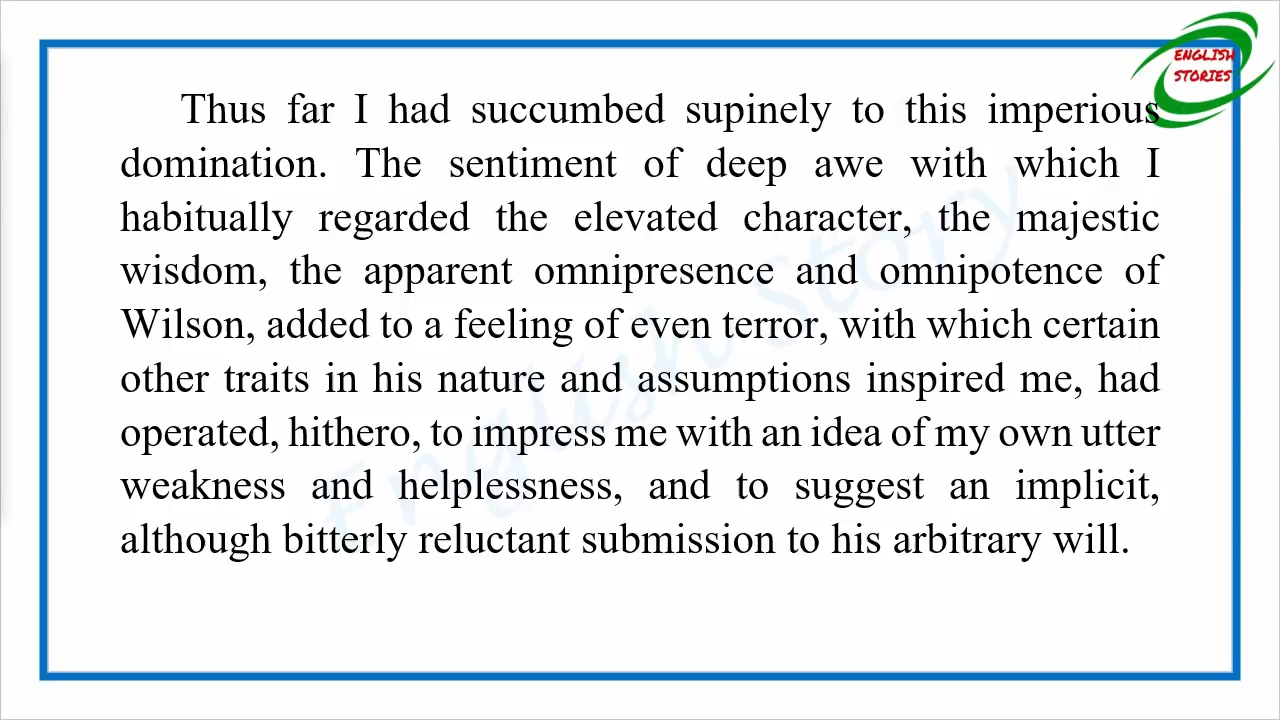 ENGLISH
STORIES
Thus far I had succumbed supinely to this imperious
domination. The sentiment of deep awe with which I
habitually regarded the elevated character, the majestic
wisdom, the apparent omnipresence and omnipotence of
Wilson, added to a feeling of even terror, with which certain
other traits in his nature and assumptions inspired me, had
operated, hithero, to impress me with an idea of my own utter
weakness and helplessness, and to suggest an implicit,
although bitterly reluctant submission to his arbitrary will.
English Story